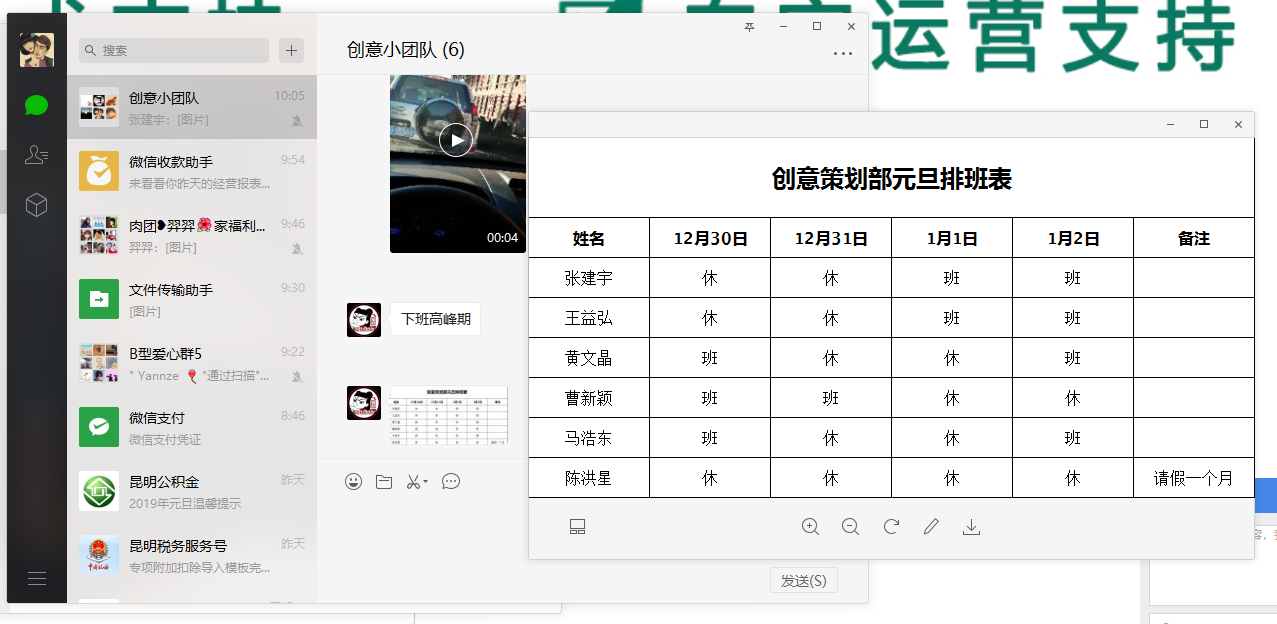 运营支持
搜索
创意小团队
10:05
张建宇：[图片]
微信收款助手
9:54
来看看你昨天的经营报表...
肉团❥羿羿🌺家福利...
9:46
羿羿：[图片]
文件传输助手
9:30
[图片]
B型爱心群5
9:22
" Yannze 🎈 "通过扫描"...
微信支付
8:46
微信支付凭证
昆明公积金
昨天
2019年元旦温馨提示
昆明税务服务号
昨天
专项附加扣除导入模板完...
创意小团队 (6)
00:04
下班高峰期
发送(S)
创意策划部元旦排班表
姓名 12月30日 12月31日 1月1日 1月2日 备注
张建宇 休 休 班 班
王益弘 休 休 班 班
黄文晶 班 休 休 班
曹新颖 班 班 休 休
马浩东 班 休 休 班
陈洪星 休 休 休 休 请假一个月